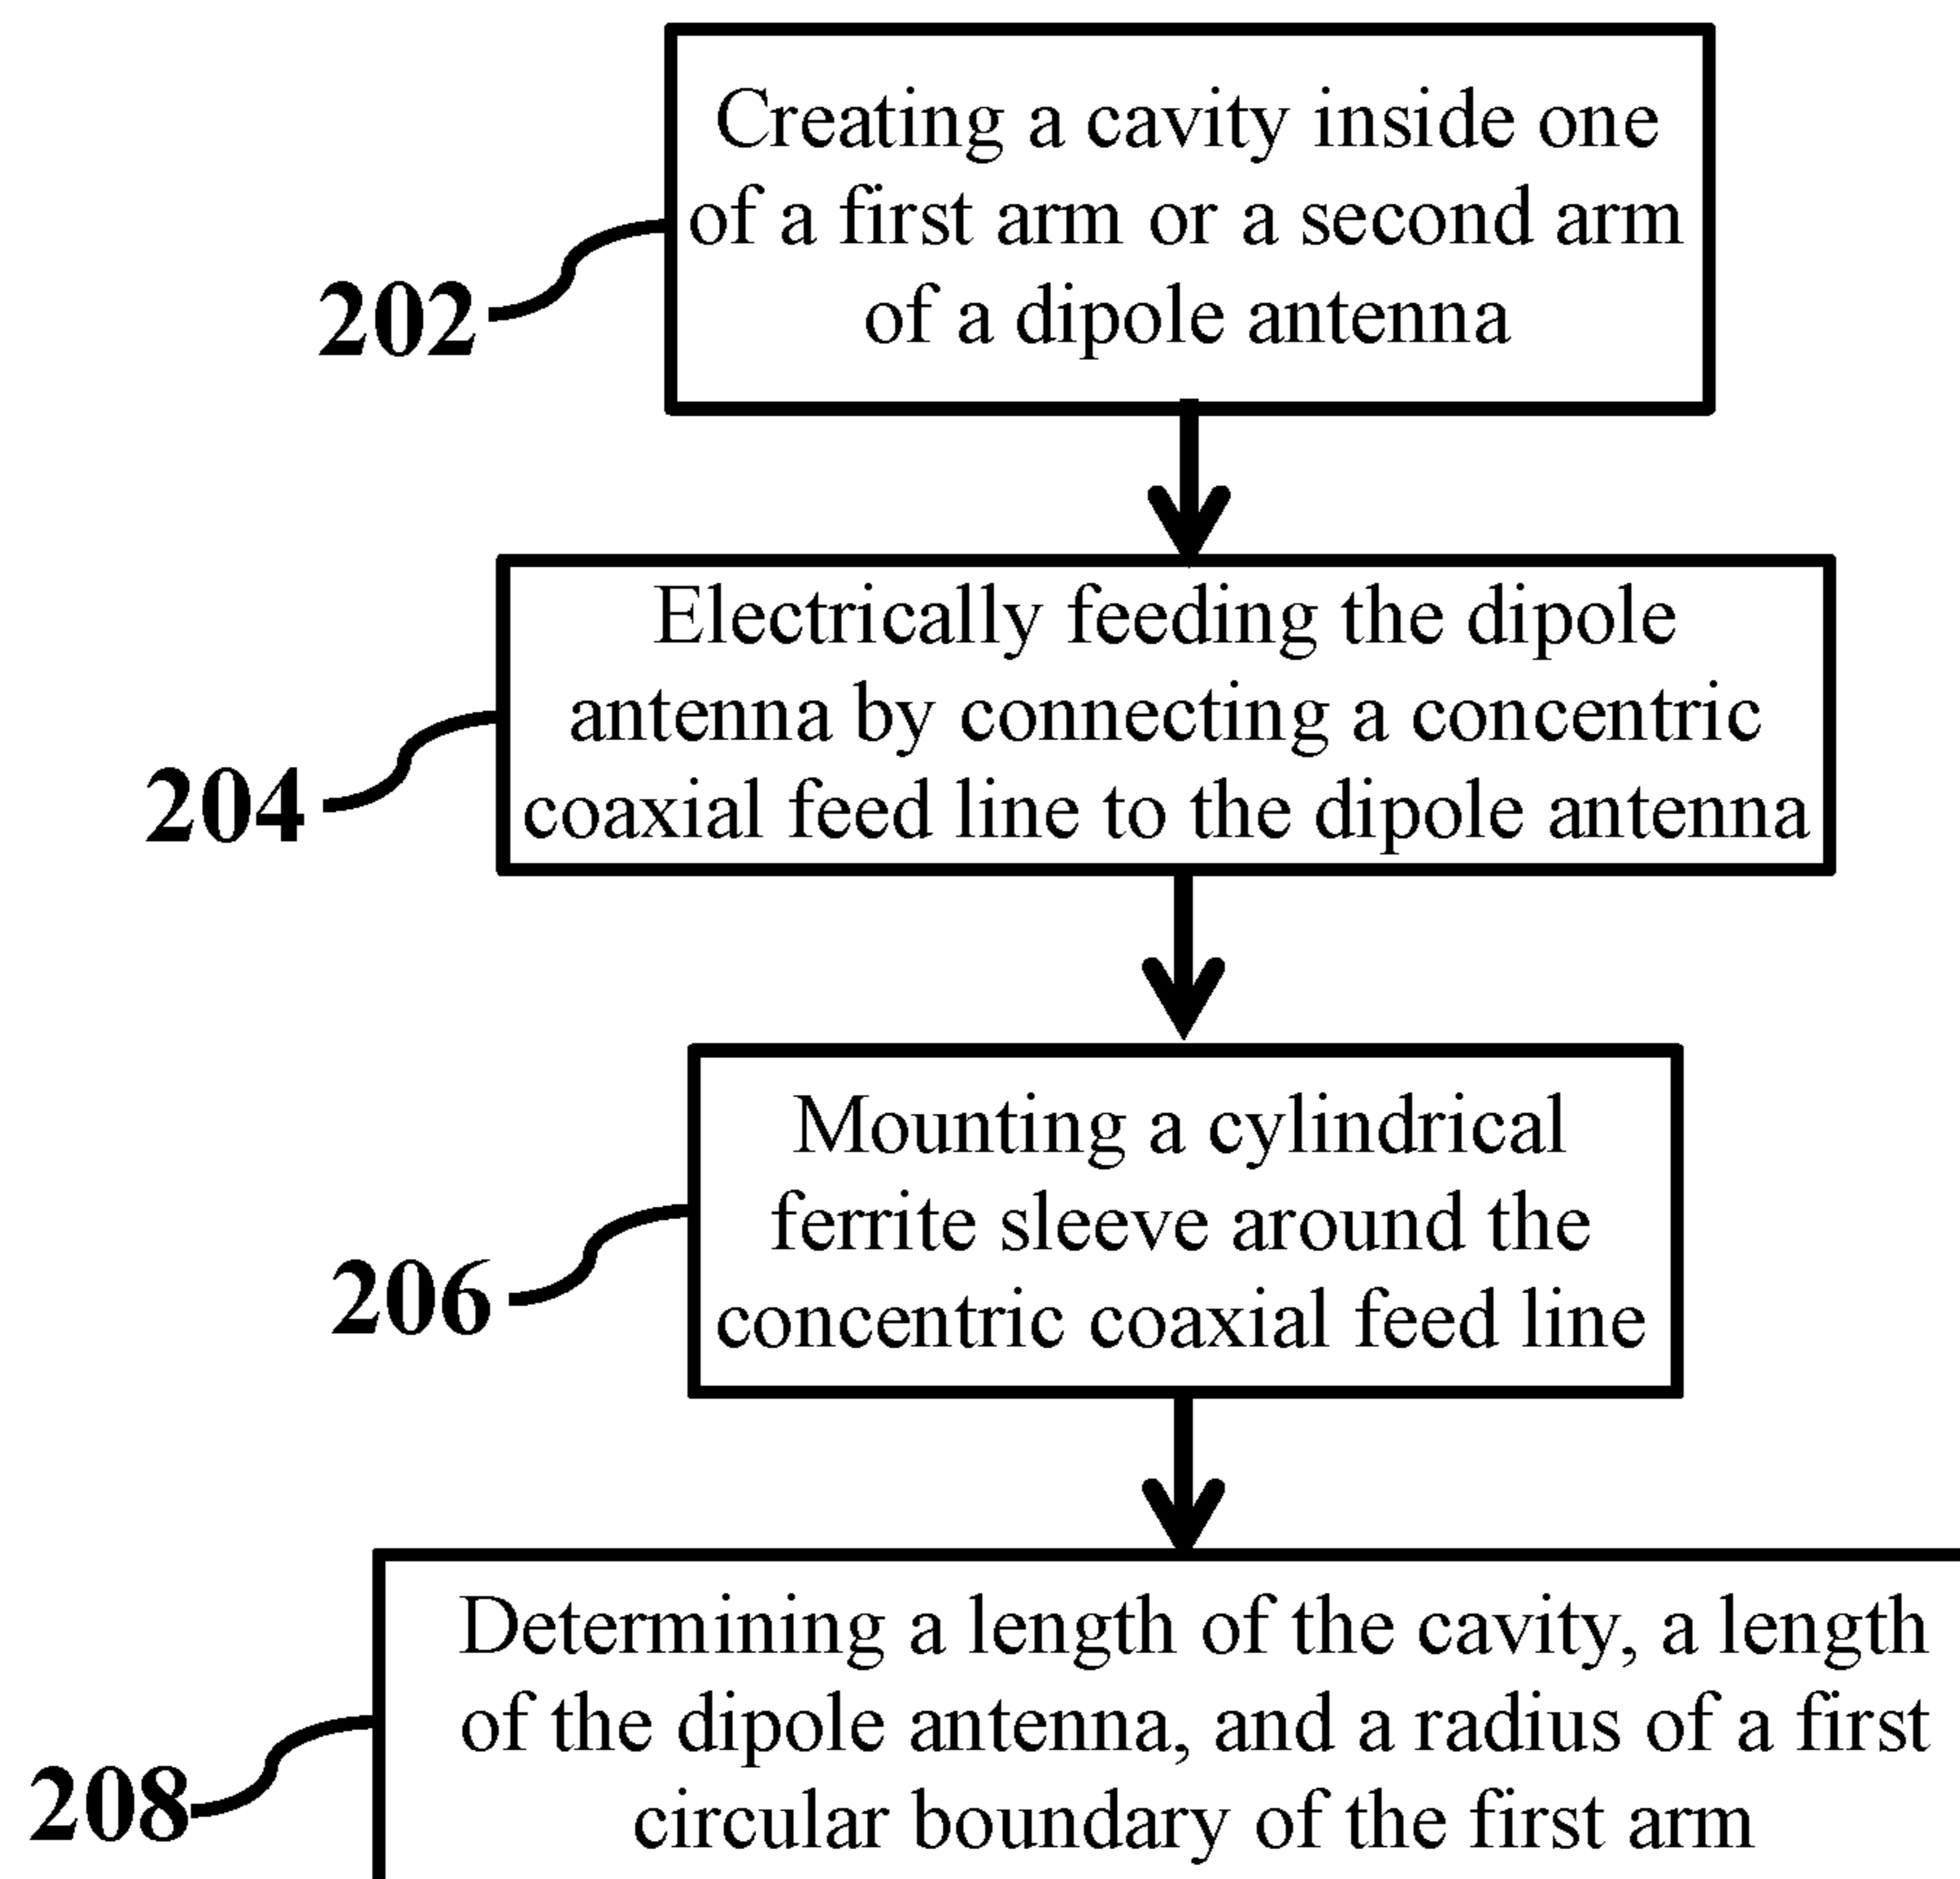 Creating a cavity inside one
of a first arm or a second arm
of a dipole antenna
202
Electrically feeding the dipole
antenna by connecting a concentric
coaxial feed line to the dipole antenna
204
Mounting a cylindrical
ferrite sleeve around the
concentric coaxial feed line
206
Determining a length of the cavity, a length
of the dipole antenna, and a radius of a first
circular boundary of the first arm
208